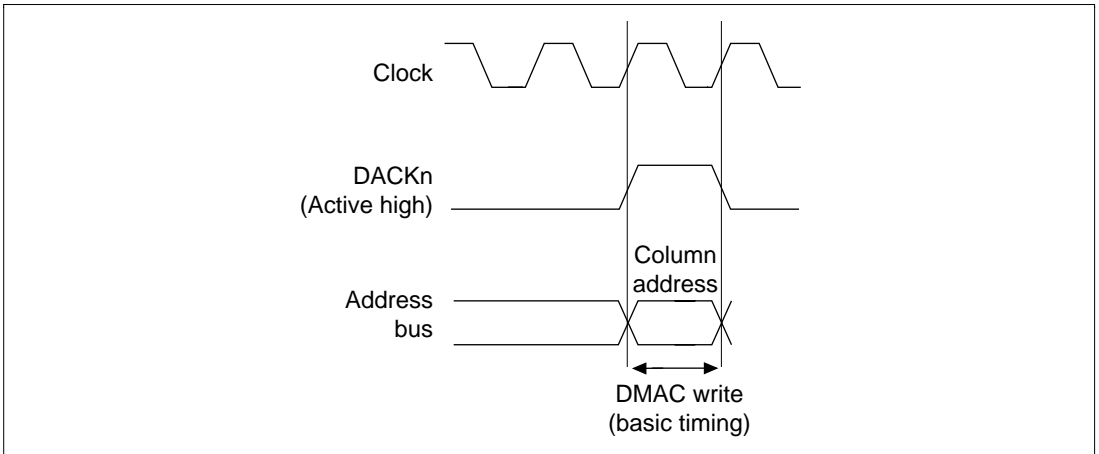 Clock
DACKn
(Active high)
Column
address
Address
bus
DMAC write
(basic timing)